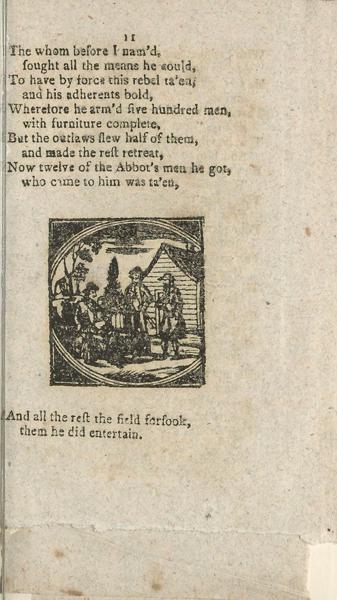 11
The whom before I nam'd,
sought all the means he could,
To have by force this rebel ta'en,
and his adherents bold,
Wherefore he arm'd five hundred men,
with furniture complete,
But the outlaws slew half of them,
and made the rest retreat,
Now twelve of the Abbot's men he got,
who came to him was ta'en,
And all the rest the field forsook,
them he did entertain.